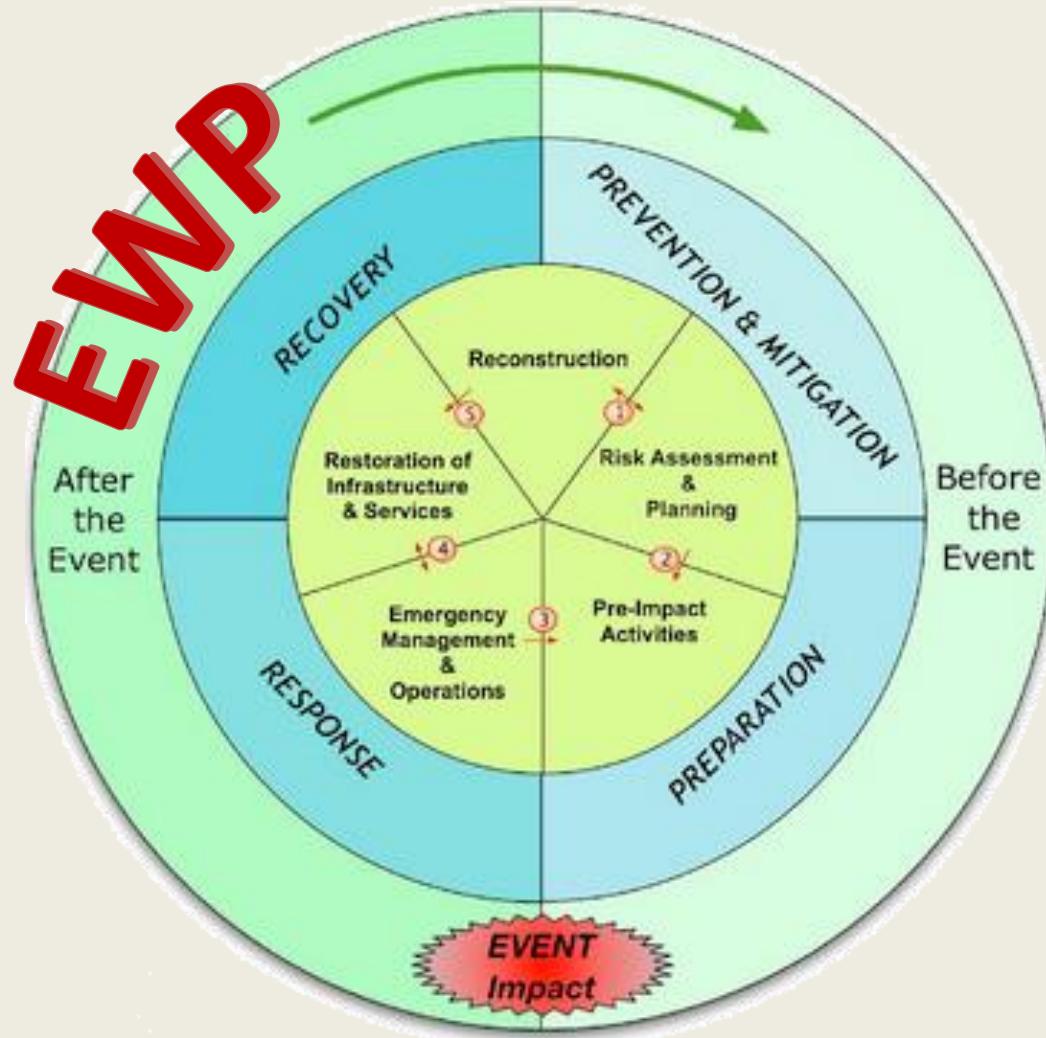 EWP
RECOVERY
PREVENTION & MITIGATION
Reconstruction
5
1
Restoration of
Infrastructure
& Services
Risk Assessment
&
Planning
After
the
Event
Before
the
Event
4
2
Emergency
Management
&
Operations
3
Pre-Impact
Activities
RESPONSE
PREPARATION
EVENT
Impact